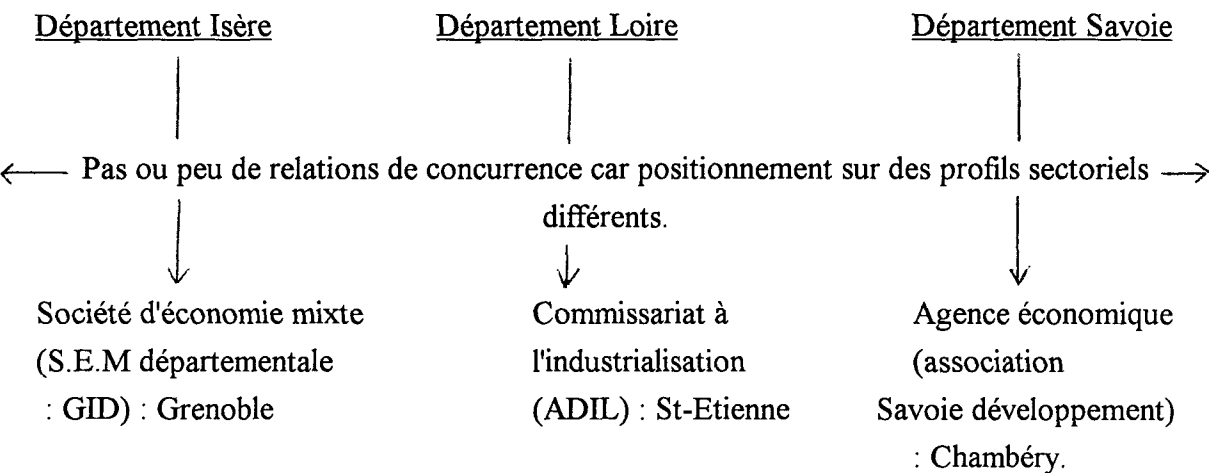 Département Isère
Département Loire
Département Savoie
Pas ou peu de relations de concurrence car positionnement sur des profils sectoriels
différents.
Société d'économie mixte
(S.E.M départementale
: GID) : Grenoble
Commissariat à
l'industrialisation
(ADIL) : St-Etienne
Agence économique
(association
Savoie développement)
: Chambéry.